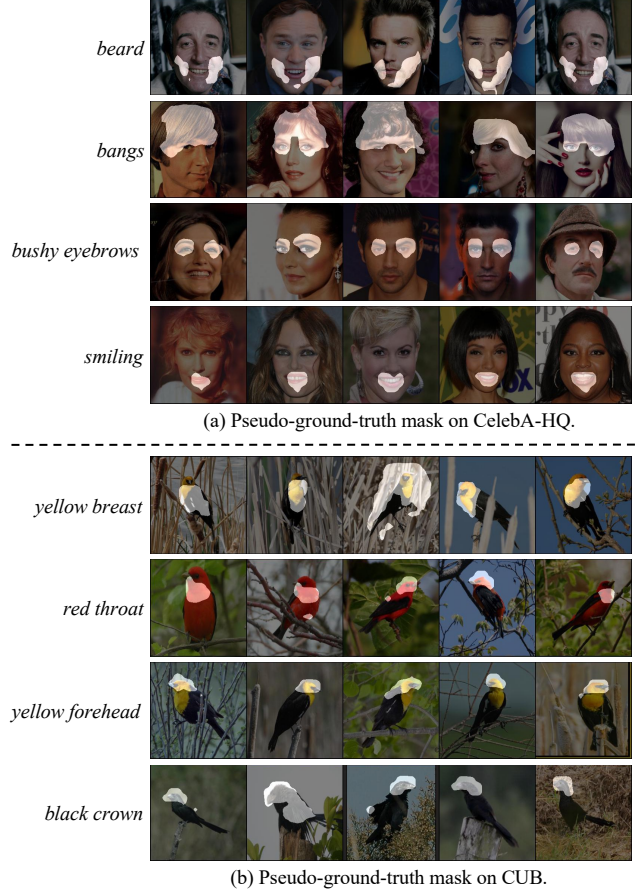 beard
bangs
bushy eyebrows
smiling
(a) Pseudo-ground-truth mask on CelebA-HQ.
yellow breast
red throat
yellow forehead
black crown
(b) Pseudo-ground-truth mask on CUB.